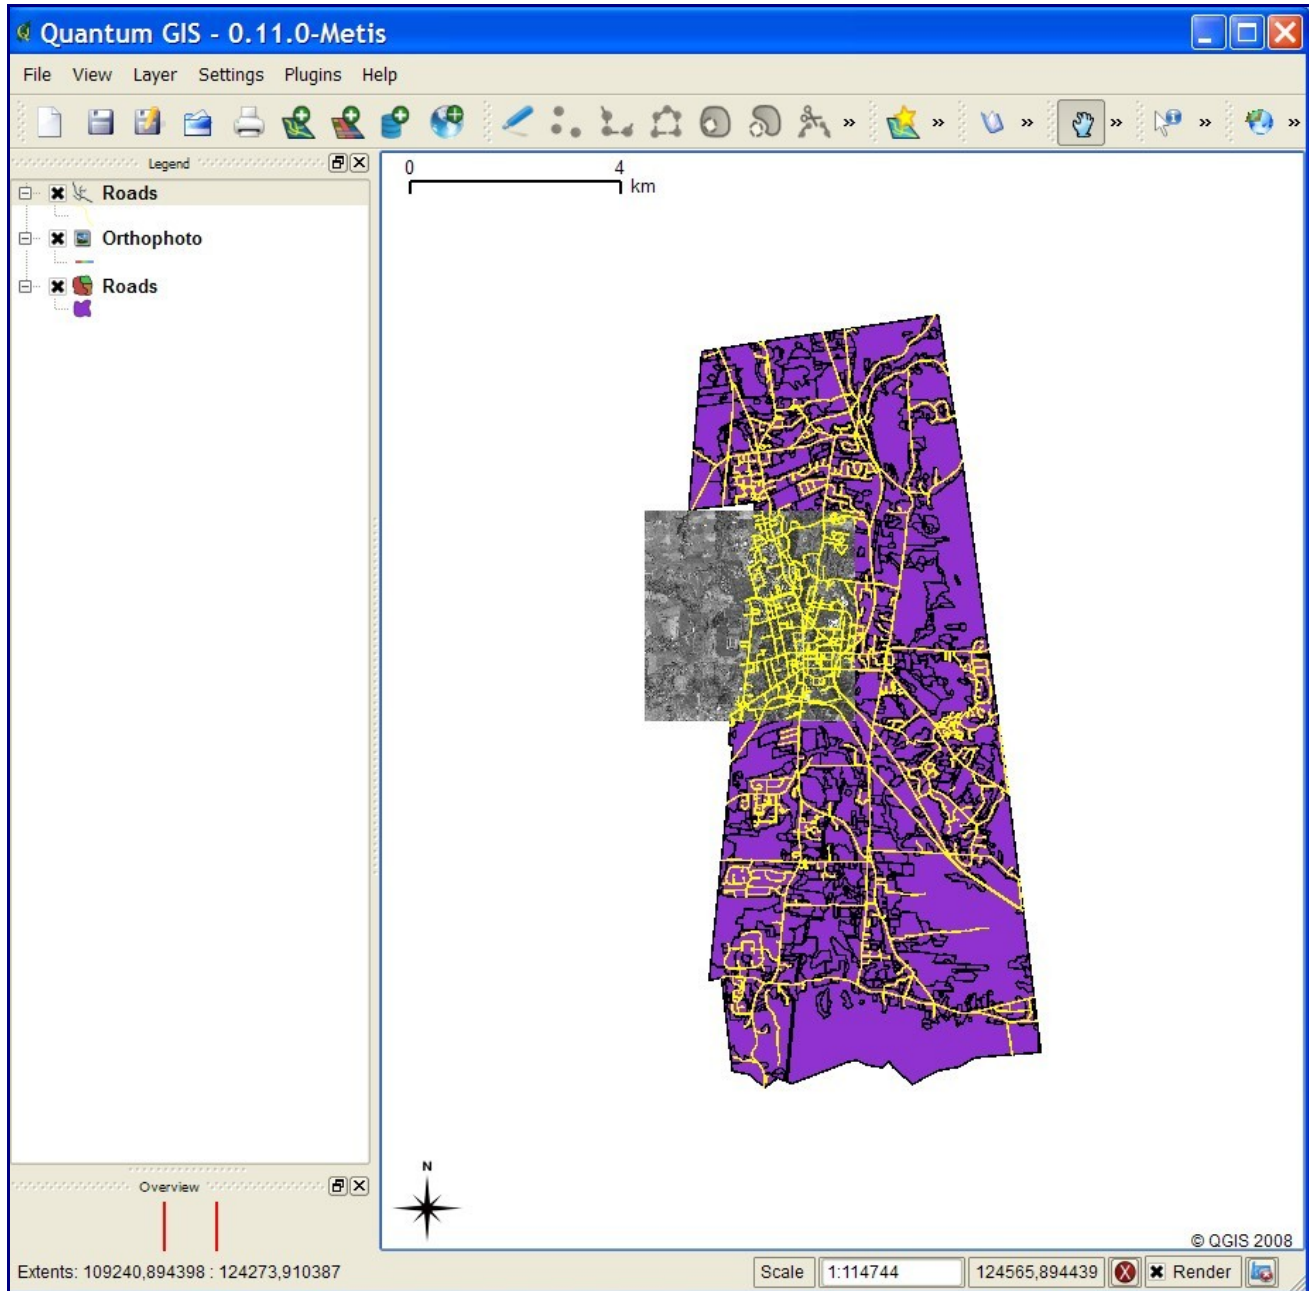 Quantum GIS - 0.11.0-Metis
File View Layer Settings Plugins Help
Legend
Roads
Orthophoto
Roads
0 4
km
N
© QGIS 2008
Overview
Extents: 109240,894398 : 124273,910387
Scale 1:114744 124565,894439 Render